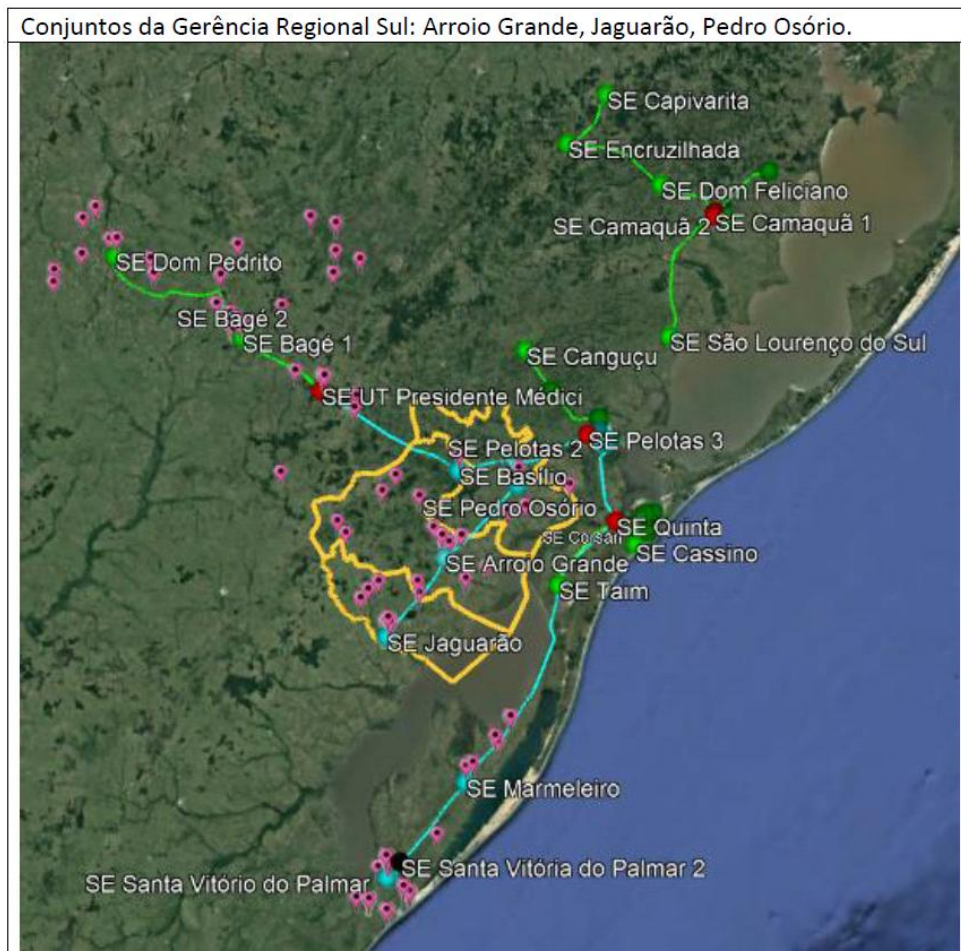 Conjuntos da Gerência Regional Sul: Arroio Grande, Jaguarão, Pedro Osório.
SE Capivarita
SE Encruzilhada
SE Dom Feliciano
SE Camaquã 2
SE Camaquã 1
SE Dom Pedrito
SE Bagé 2
SE Bagé 1
SE Canguçu
SE São Lourenço do Sul
SE UT Presidente Médici
SE Pelotas 2
SE Pelotas 3
SE Basílio
SE Pedro Osório
SE Quinta
SE Corsan
SE Cassino
SE Arroio Grande
SE Taim
SE Jaguarão
SE Marmeleiro
SE Santa Vitória do Palmar 2
SE Santa Vitório do Palmar